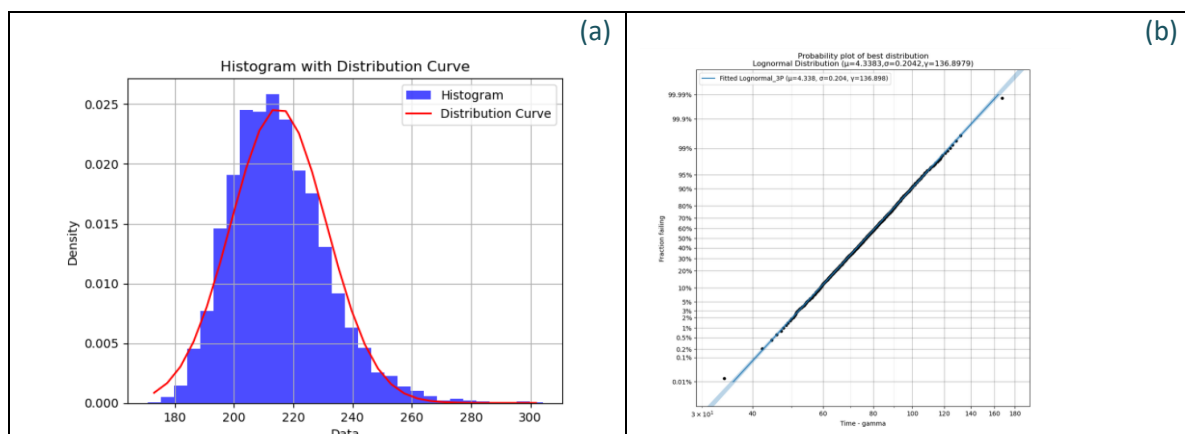 (a)
Histogram with Distribution Curve
Histogram
Distribution Curve
0.025
0.020
0.015
0.010
0.005
0.000
Density
180 200 220 240 260 280 300
Data
(b)
Probability plot of best distribution
Lognormal Distribution (μ=4.3383,σ=0.2042,γ=136.8979)
Fitted Lognormal_3P (μ=4.338, σ=0.204, γ=136.898)
99.99%
99.9%
99%
95%
90%
80%
70%
60%
50%
40%
30%
20%
10%
5%
3%
2%
1%
0.5%
0.2%
0.1%
0.01%
Fraction failing
3 × 10¹ 40 60 80 100 120 140 160 180
Time - gamma